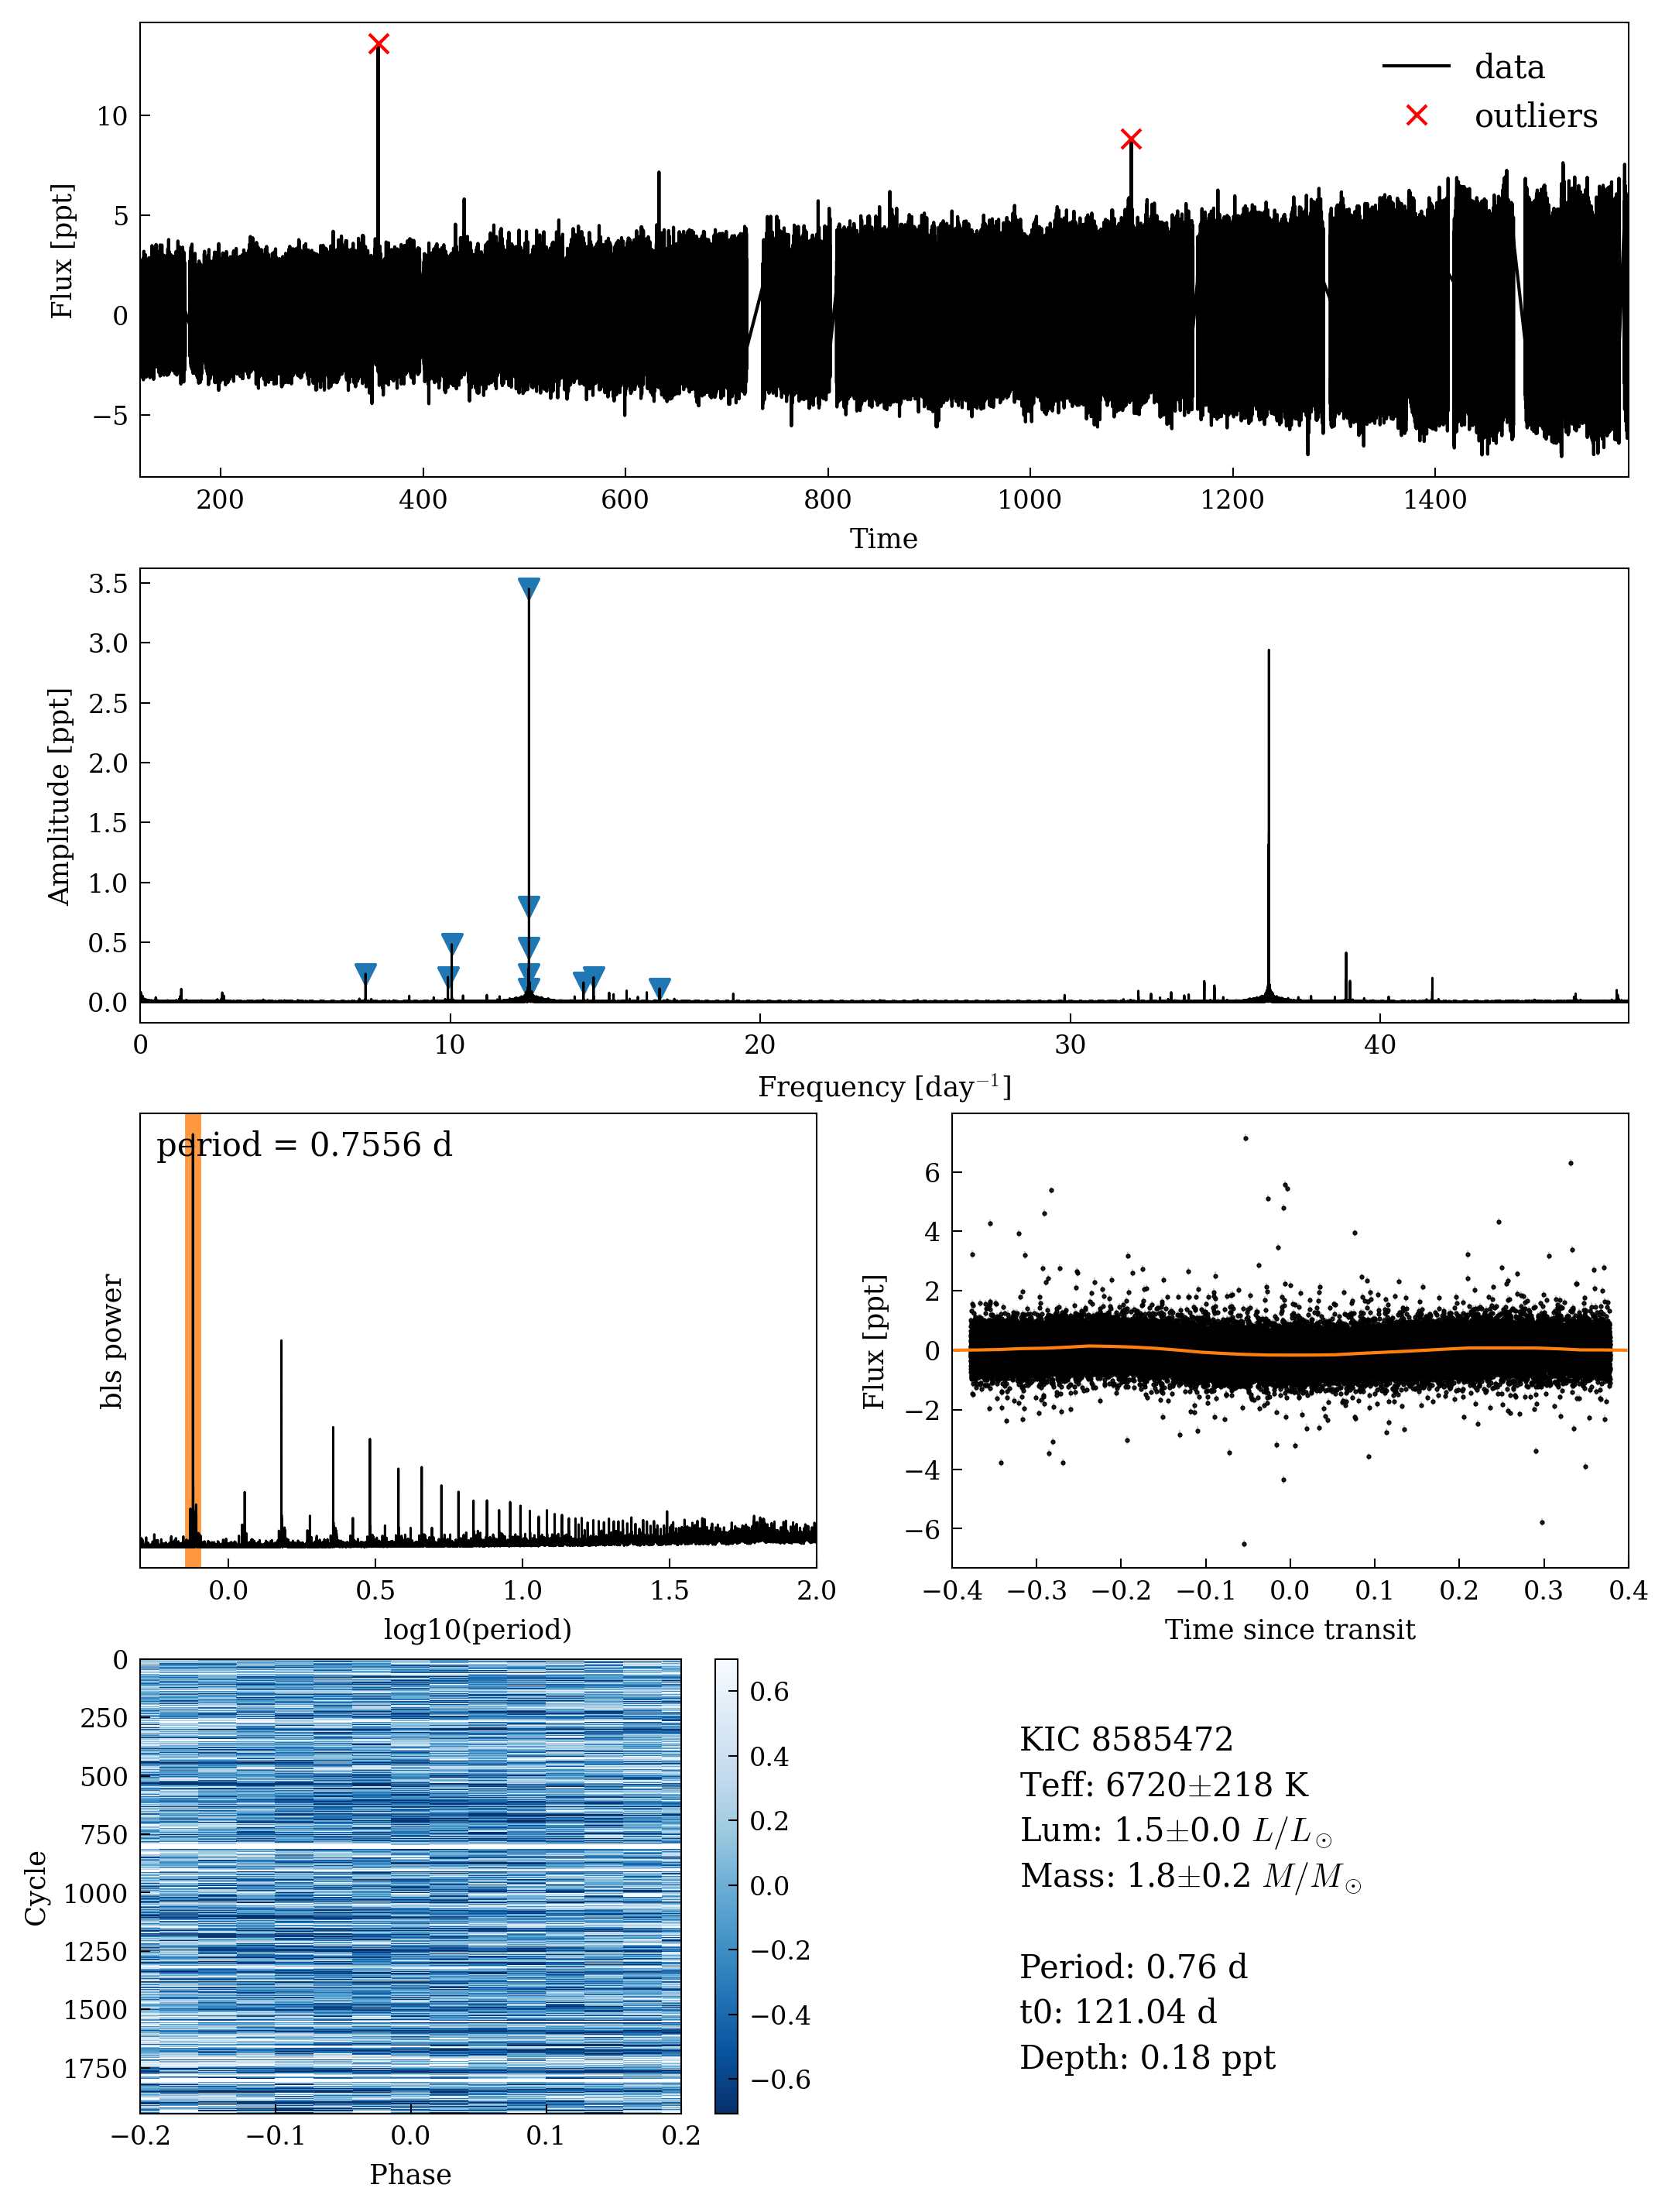 data
outliers
10
5
0
−5
Flux [ppt]
200 400 600 800 1000 1200 1400
Time
3.5
3.0
2.5
2.0
1.5
1.0
0.5
0.0
Amplitude [ppt]
0 10 20 30 40
Frequency [day⁻¹]
period = 0.7556 d
bls power
0.0 0.5 1.0 1.5 2.0
log10(period)
6
4
2
0
−2
−4
−6
Flux [ppt]
−0.4 −0.3 −0.2 −0.1 0.0 0.1 0.2 0.3 0.4
Time since transit
0
250
500
750
1000
1250
1500
1750
Cycle
−0.2 −0.1 0.0 0.1 0.2
Phase
0.6
0.4
0.2
0.0
−0.2
−0.4
−0.6
KIC 8585472
Teff: 6720±218 K
Lum: 1.5±0.0 L/L⊙
Mass: 1.8±0.2 M/M⊙
Period: 0.76 d
t0: 121.04 d
Depth: 0.18 ppt